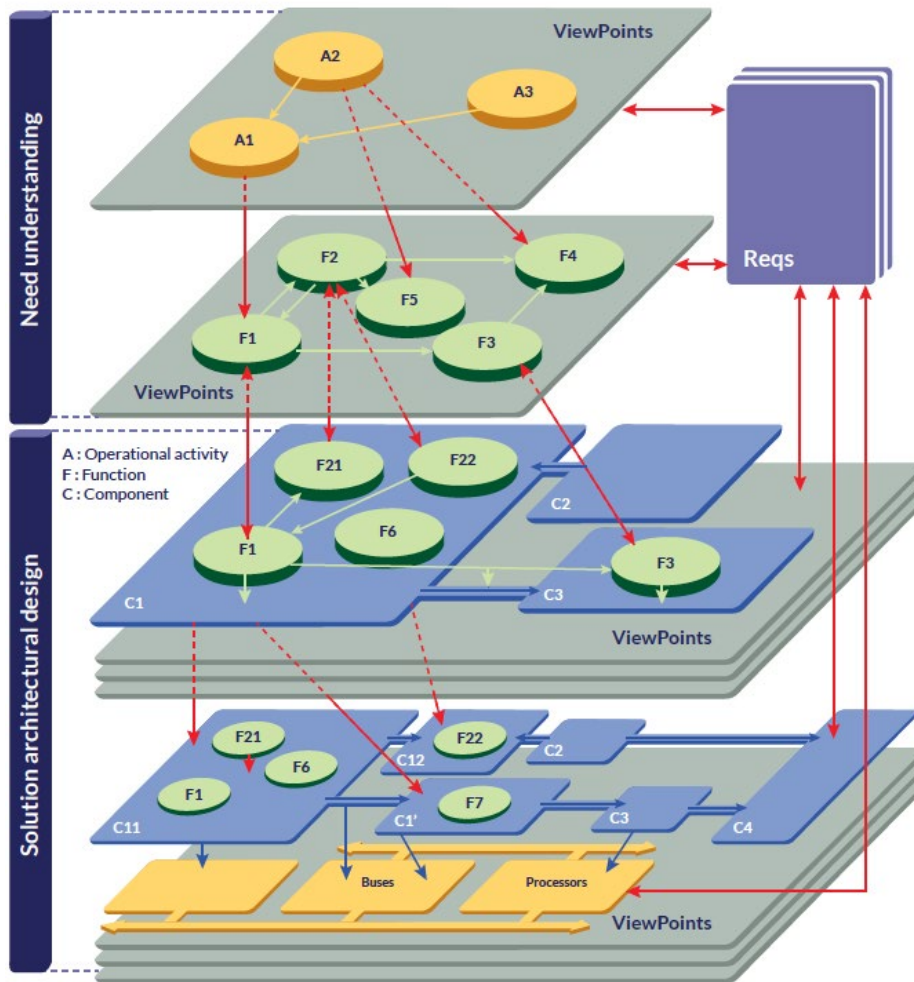 Need understanding
ViewPoints
A2
A3
A1
Reqs
F2
F4
F5
F1
F3
ViewPoints
Solution architectural design
A : Operational activity
F : Function
C : Component
F21
F22
C2
F6
F1
F3
C1
C3
ViewPoints
F21
F22
C2
C12
F6
F1
F7
C11
C1'
C3
C4
Buses
Processors
ViewPoints